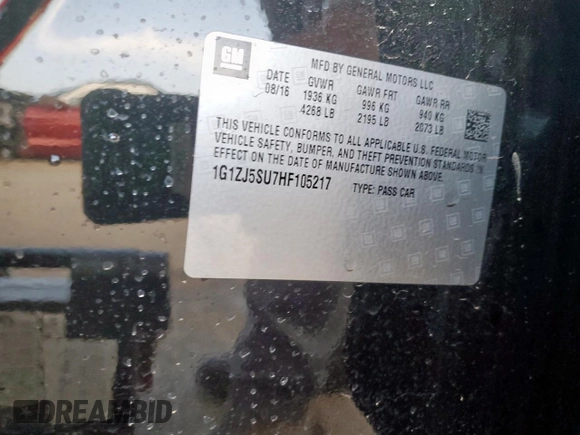 GM
MFD BY GENERAL MOTORS LLC
DATE GVWR GAWR FRT GAWR RR
08/16 1936 KG 996 KG 940 KG
4268 LB 2195 LB 2073 LB
THIS VEHICLE CONFORMS TO ALL APPLICABLE U.S. FEDERAL MOTOR
VEHICLE SAFETY, BUMPER, AND THEFT PREVENTION STANDARDS IN
EFFECT ON THE DATE OF MANUFACTURE SHOWN ABOVE.
1G1ZJ5SU7HF105217 TYPE: PASS CAR
DREAMBID